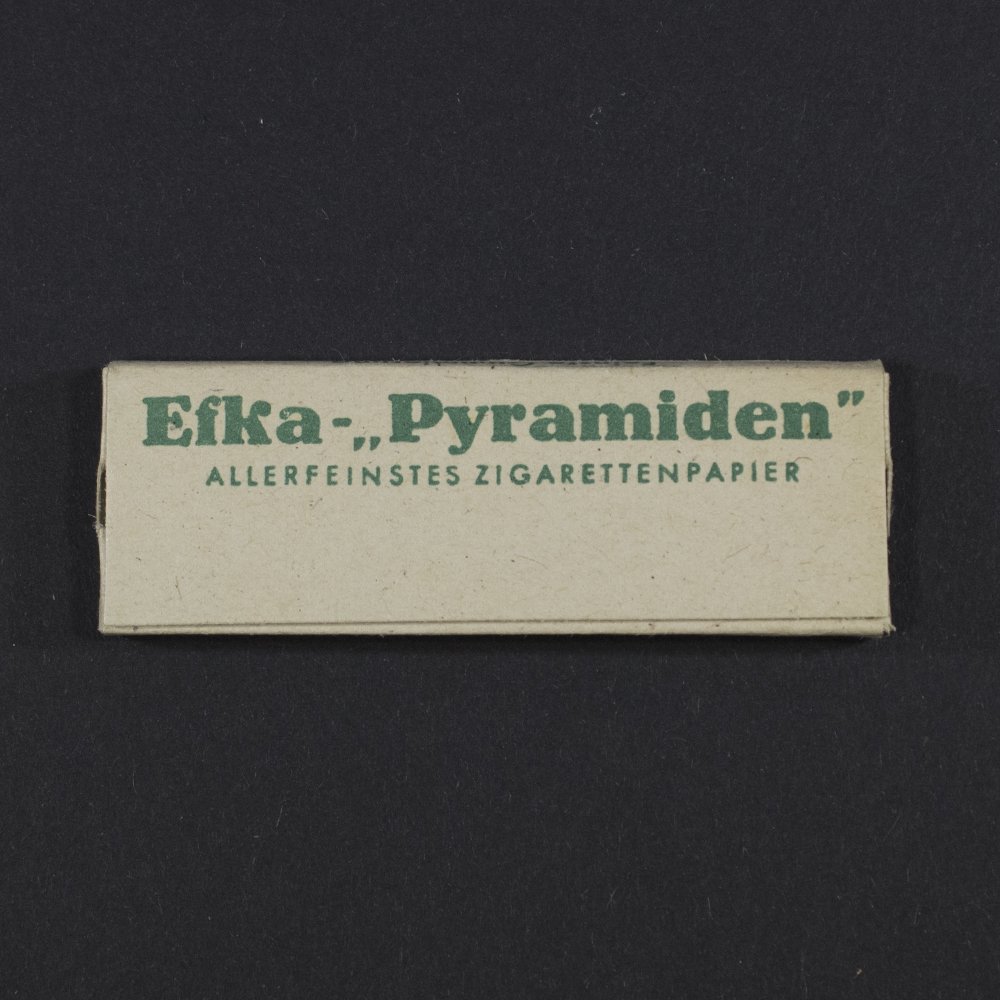 Efka-„Pyramiden”
ALLERFEINSTES ZIGARETTENPAPIER